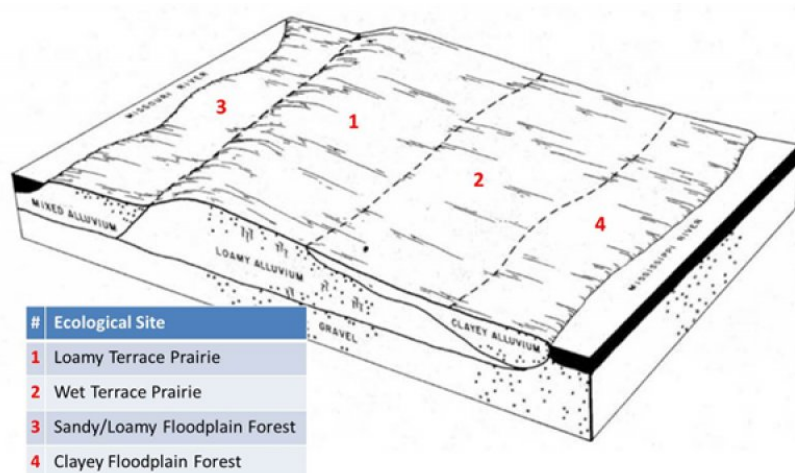 MISSOURI RIVER
3
1
2
4
MISSISSIPPI RIVER
MIXED ALLUVIUM
LOAMY ALLUVIUM
CLAYEY ALLUVIUM
GRAVEL
# Ecological Site
1 Loamy Terrace Prairie
2 Wet Terrace Prairie
3 Sandy/Loamy Floodplain Forest
4 Clayey Floodplain Forest